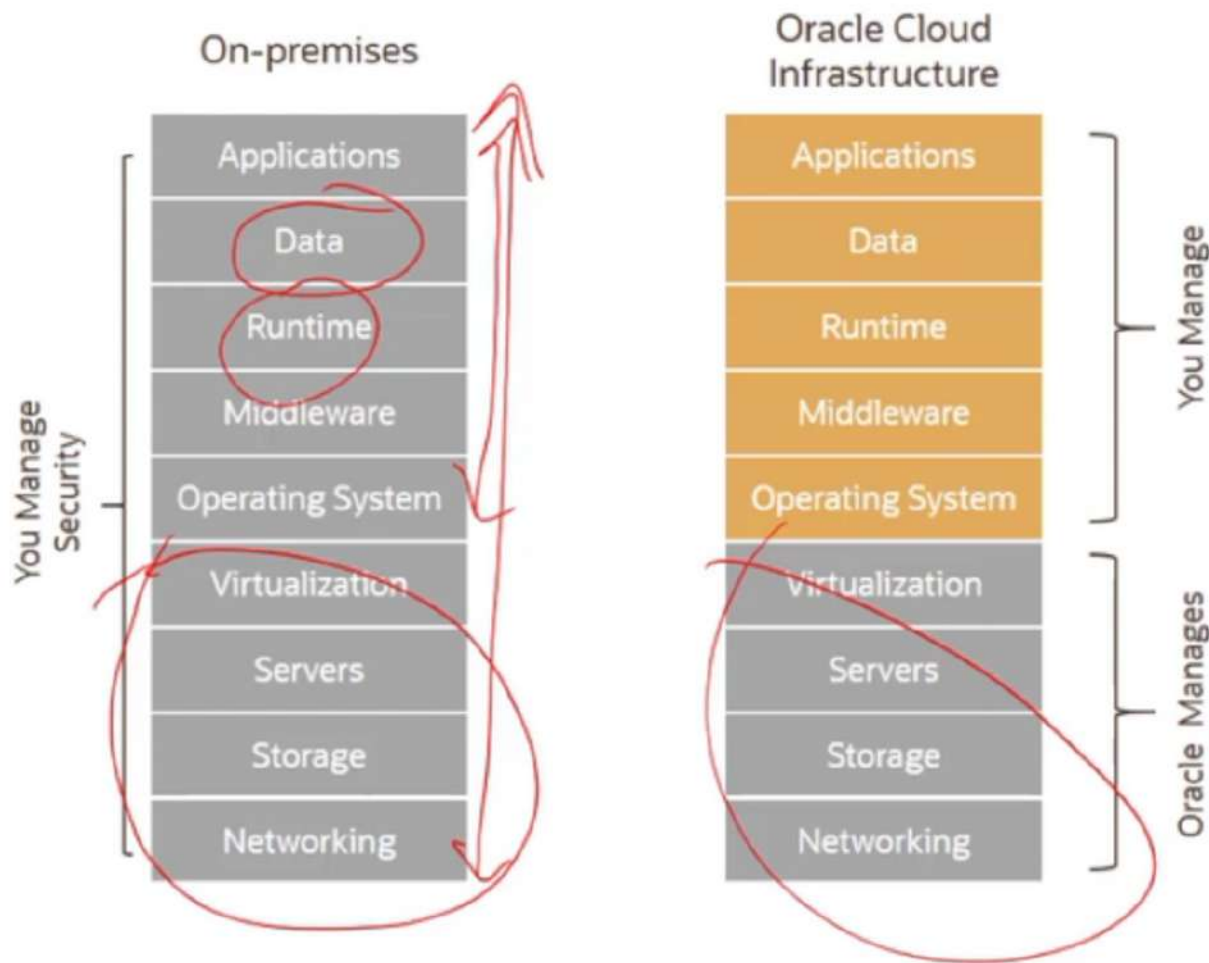 On-premises
Applications
Data
Runtime
Middleware
Operating System
Virtualization
Servers
Storage
Networking
You Manage
Security
Oracle Cloud
Infrastructure
Applications
Data
Runtime
Middleware
Operating System
Virtualization
Servers
Storage
Networking
You Manage
Oracle Manages